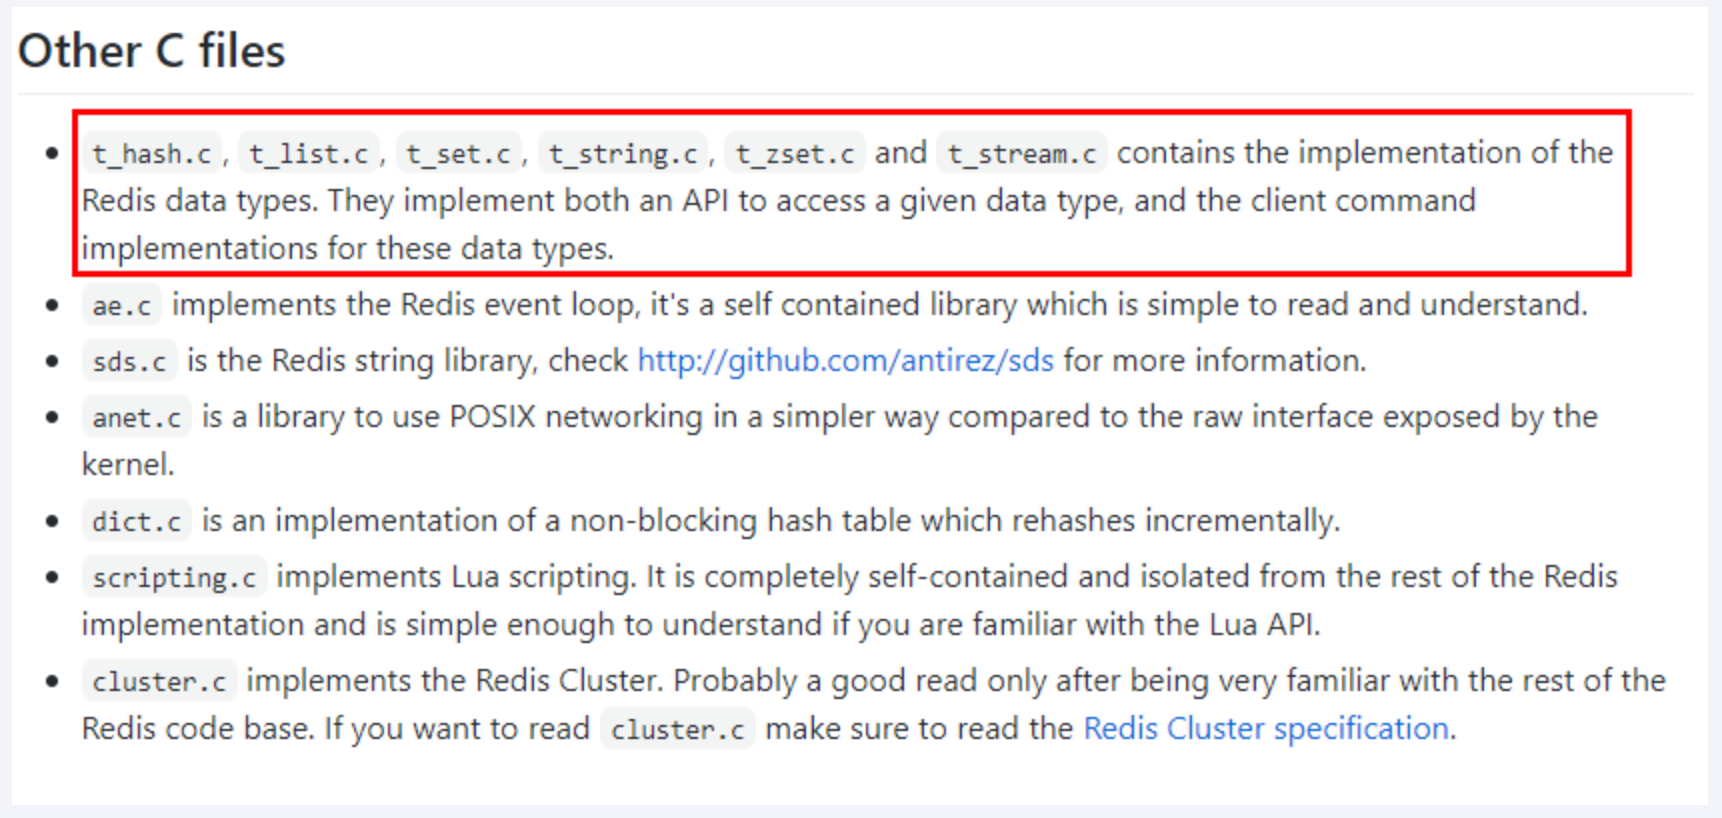 Other C files
t_hash.c, t_list.c, t_set.c, t_string.c, t_zset.c and t_stream.c contains the implementation of the
Redis data types. They implement both an API to access a given data type, and the client command
implementations for these data types.
ae.c implements the Redis event loop, it's a self contained library which is simple to read and understand.
sds.c is the Redis string library, check http://github.com/antirez/sds for more information.
anet.c is a library to use POSIX networking in a simpler way compared to the raw interface exposed by the
kernel.
dict.c is an implementation of a non-blocking hash table which rehashes incrementally.
scripting.c implements Lua scripting. It is completely self-contained and isolated from the rest of the Redis
implementation and is simple enough to understand if you are familiar with the Lua API.
cluster.c implements the Redis Cluster. Probably a good read only after being very familiar with the rest of the
Redis code base. If you want to read cluster.c make sure to read the Redis Cluster specification.